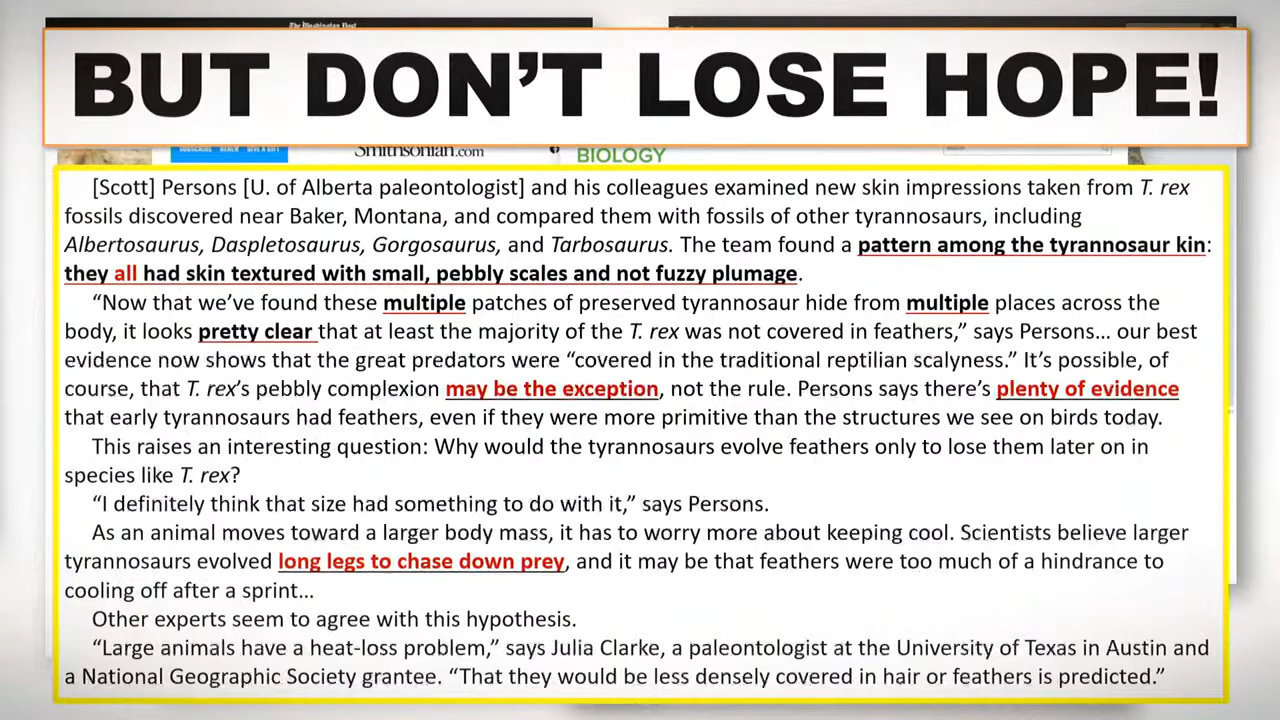 The Washington Post
BUT DON'T LOSE HOPE!
SUBSCRIBE RENEW GIVE A GIFT
Smithsonian.com
BIOLOGY
[Scott] Persons [U. of Alberta paleontologist] and his colleagues examined new skin impressions taken from T. rex
fossils discovered near Baker, Montana, and compared them with fossils of other tyrannosaurs, including
Albertosaurus, Daspletosaurus, Gorgosaurus, and Tarbosaurus. The team found a pattern among the tyrannosaur kin:
they all had skin textured with small, pebbly scales and not fuzzy plumage.
“Now that we’ve found these multiple patches of preserved tyrannosaur hide from multiple places across the
body, it looks pretty clear that at least the majority of the T. rex was not covered in feathers,” says Persons… our best
evidence now shows that the great predators were “covered in the traditional reptilian scalyness.” It’s possible, of
course, that T. rex’s pebbly complexion may be the exception, not the rule. Persons says there’s plenty of evidence
that early tyrannosaurs had feathers, even if they were more primitive than the structures we see on birds today.
This raises an interesting question: Why would the tyrannosaurs evolve feathers only to lose them later on in
species like T. rex?
“I definitely think that size had something to do with it,” says Persons.
As an animal moves toward a larger body mass, it has to worry more about keeping cool. Scientists believe larger
tyrannosaurs evolved long legs to chase down prey, and it may be that feathers were too much of a hindrance to
cooling off after a sprint…
Other experts seem to agree with this hypothesis.
“Large animals have a heat-loss problem,” says Julia Clarke, a paleontologist at the University of Texas in Austin and
a National Geographic Society grantee. “That they would be less densely covered in hair or feathers is predicted.”